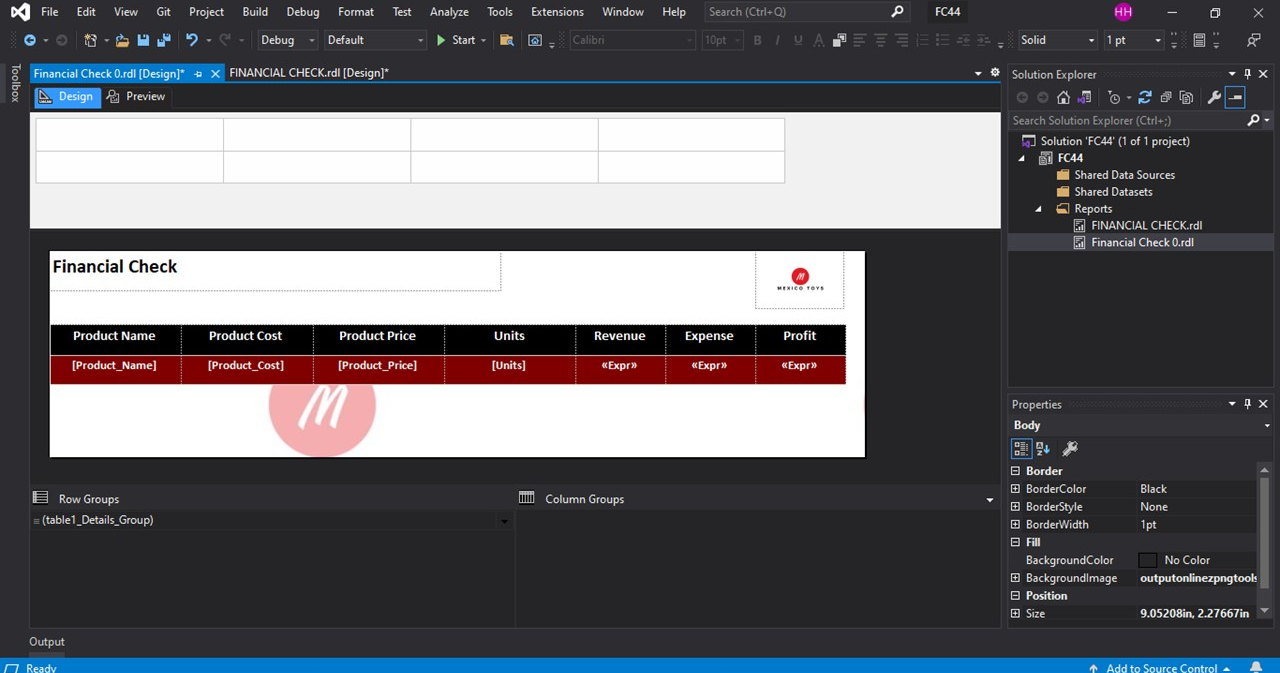 File Edit View Git Project Build Debug Format Test Analyze Tools Extensions Window Help Search (Ctrl+Q) FC44 HH
Debug Default Start Calibri 10pt B I U A Solid 1 pt
Toolbox
Financial Check 0.rdl [Design]* FINANCIAL CHECK.rdl [Design]*
Design Preview
Financial Check
M
MEXICO TOYS
Product Name Product Cost Product Price Units Revenue Expense Profit
[Product_Name] [Product_Cost] [Product_Price] [Units] «Expr» «Expr» «Expr»
M
Row Groups Column Groups
(table1_Details_Group)
Output
Ready Add to Source Control
Solution Explorer
Search Solution Explorer (Ctrl+;)
Solution 'FC44' (1 of 1 project)
FC44
Shared Data Sources
Shared Datasets
Reports
FINANCIAL CHECK.rdl
Financial Check 0.rdl
Properties
Body
Border
BorderColor Black
BorderStyle None
BorderWidth 1pt
Fill
BackgroundColor No Color
BackgroundImage outputonlinezpngtools
Position
Size 9.05208in, 2.27667in